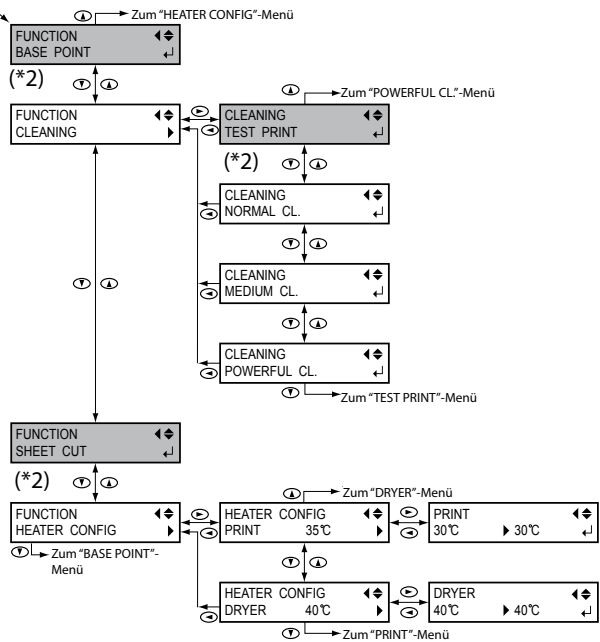 Zum "HEATER CONFIG"-Menü
FUNCTION
BASE POINT
(*2)
FUNCTION
CLEANING
Zum "POWERFUL CL."-Menü
CLEANING
TEST PRINT
(*2)
CLEANING
NORMAL CL.
CLEANING
MEDIUM CL.
CLEANING
POWERFUL CL.
Zum "TEST PRINT"-Menü
FUNCTION
SHEET CUT
(*2)
FUNCTION
HEATER CONFIG
Zum "BASE POINT"-
Menü
Zum "DRYER"-Menü
HEATER CONFIG
PRINT 35℃
PRINT
30℃ 30℃
HEATER CONFIG
DRYER 40℃
DRYER
40℃ 40℃
Zum "PRINT"-Menü